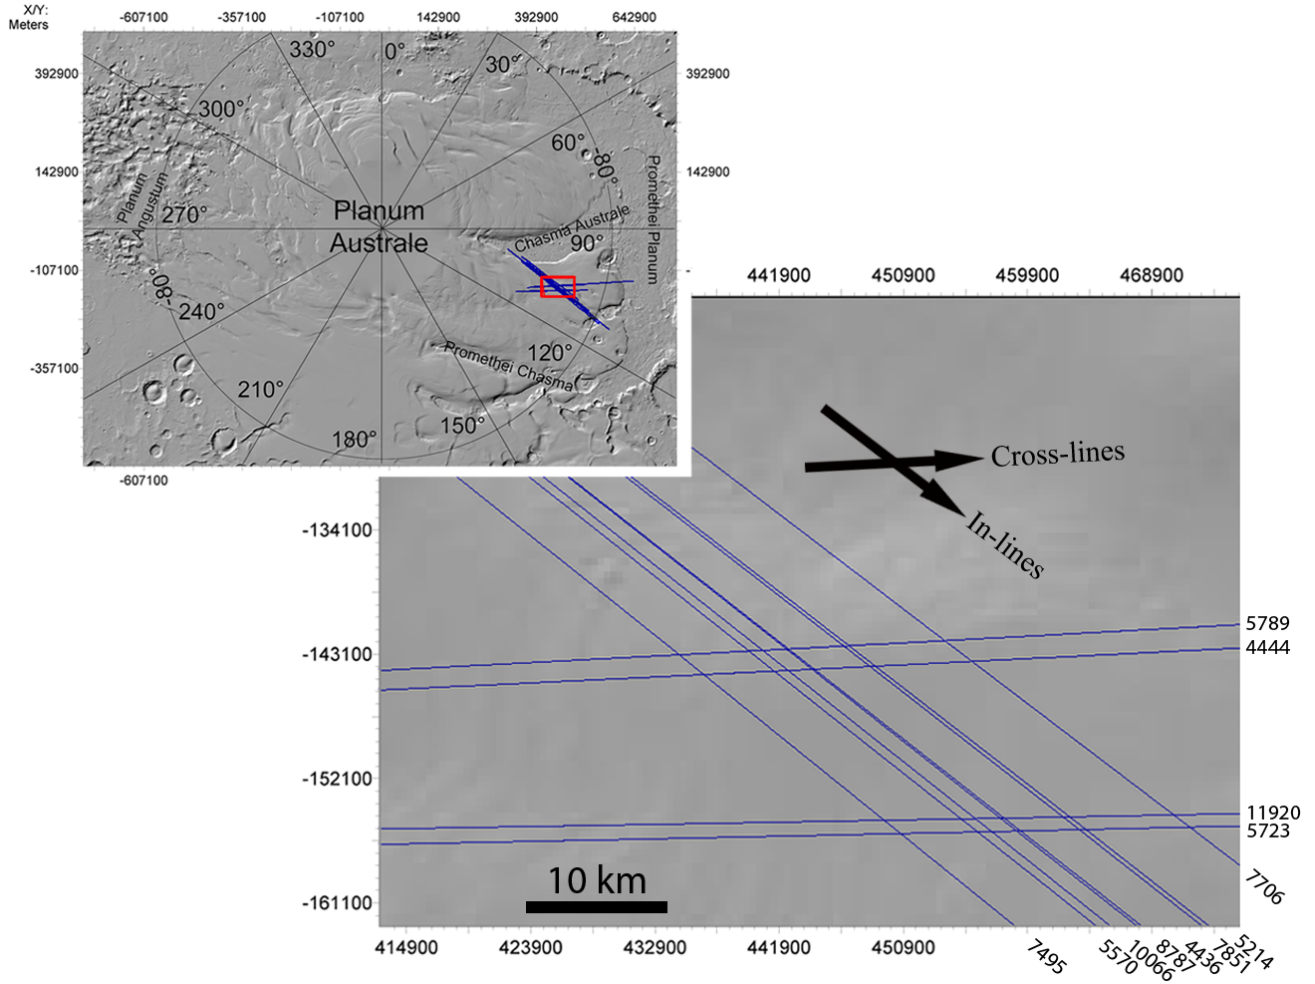 X/Y:
Meters
-607100 -357100 -107100 142900 392900 642900
392900 392900
142900 142900
-107100 -
-357100
-607100
330° 0° 30°
300° 60° -80°
270° 90°
240° 120°
210° 180° 150°
-80°
Planum
Angustum
Planum
Australe
Chasma Australe
Promethei Planum
Promethei Chasma
441900 450900 459900 468900
Cross-lines
In-lines
-134100
-143100
-152100
-161100
5789
4444
11920
5723
7706
10 km
414900 423900 432900 441900 450900
7495 5570 10066 8787 4436 7851 5214